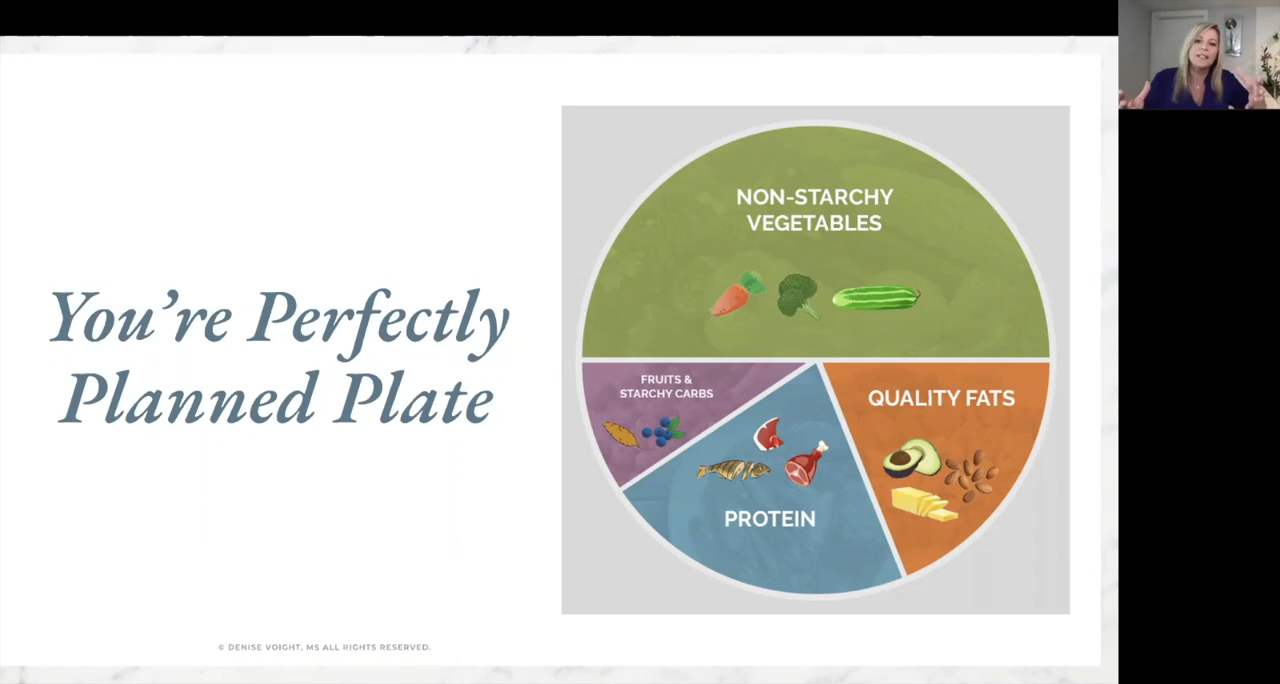 You’re Perfectly
Planned Plate
NON-STARCHY
VEGETABLES
FRUITS &
STARCHY CARBS
PROTEIN
QUALITY FATS
© DENISE VOIGHT, MS ALL RIGHTS RESERVED.